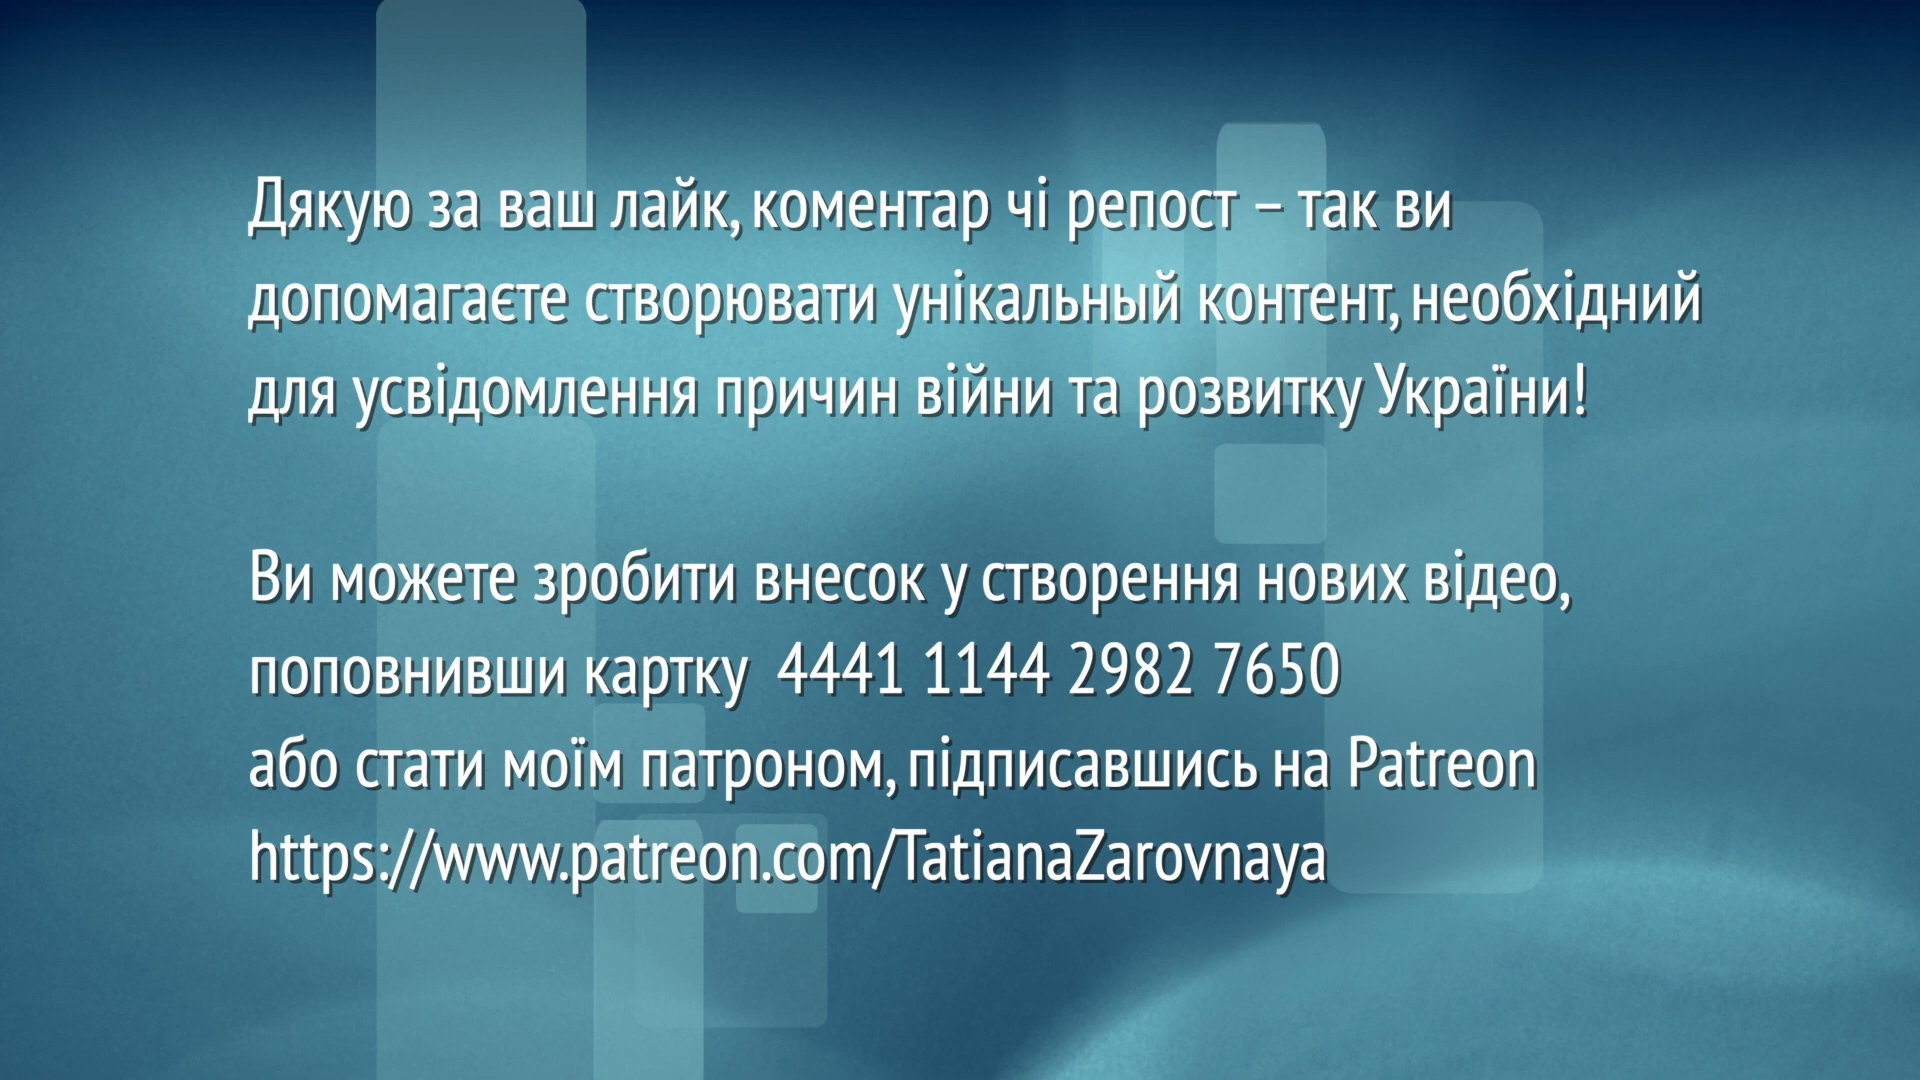 Дякую за ваш лайк, коментар чі репост – так ви
допомагаєте створювати унікальный контент, необхідний
для усвідомлення причин війни та розвитку України!
Ви можете зробити внесок у створення нових відео,
поповнивши картку 4441 1144 2982 7650
або стати моїм патроном, підписавшись на Patreon
https://www.patreon.com/TatianaZarovnaya